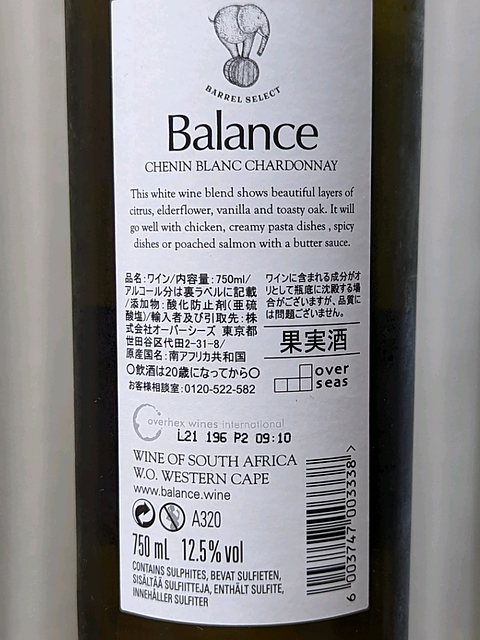 BARREL SELECT
Balance
CHENIN BLANC CHARDONNAY
This white wine blend shows beautiful layers of
citrus, elderflower, vanilla and toasty oak. It will
go well with chicken, creamy pasta dishes , spicy
dishes or poached salmon with a butter sauce.
品名:ワイン/内容量:750ml/
アルコール分は裏ラベルに記載
/添加物:酸化防止剤(亜硫
酸塩)/輸入者及び引取先:株
式会社オーバーシーズ 東京都
世田谷区代田2-31-8/
原産国名:南アフリカ共和国
〇飲酒は20歳になってから〇
お客様相談室:0120-522-582
ワインに含まれる成分がオ
リとして瓶底に沈殿する場
合がございますが、品質に
は問題ございません。
果実酒
over
seas
overhex wines international
L21 196 P2 09:10
WINE OF SOUTH AFRICA
W.O. WESTERN CAPE
www.balance.wine
A320
750 mL 12.5% vol
CONTAINS SULPHITES, BEVAT SULFIETEN,
SISÄLTÄÄ SULFIITTEJA, ENTHÄLT SULFITE,
INNEHÅLLER SULFITER
6 003747 003338 >